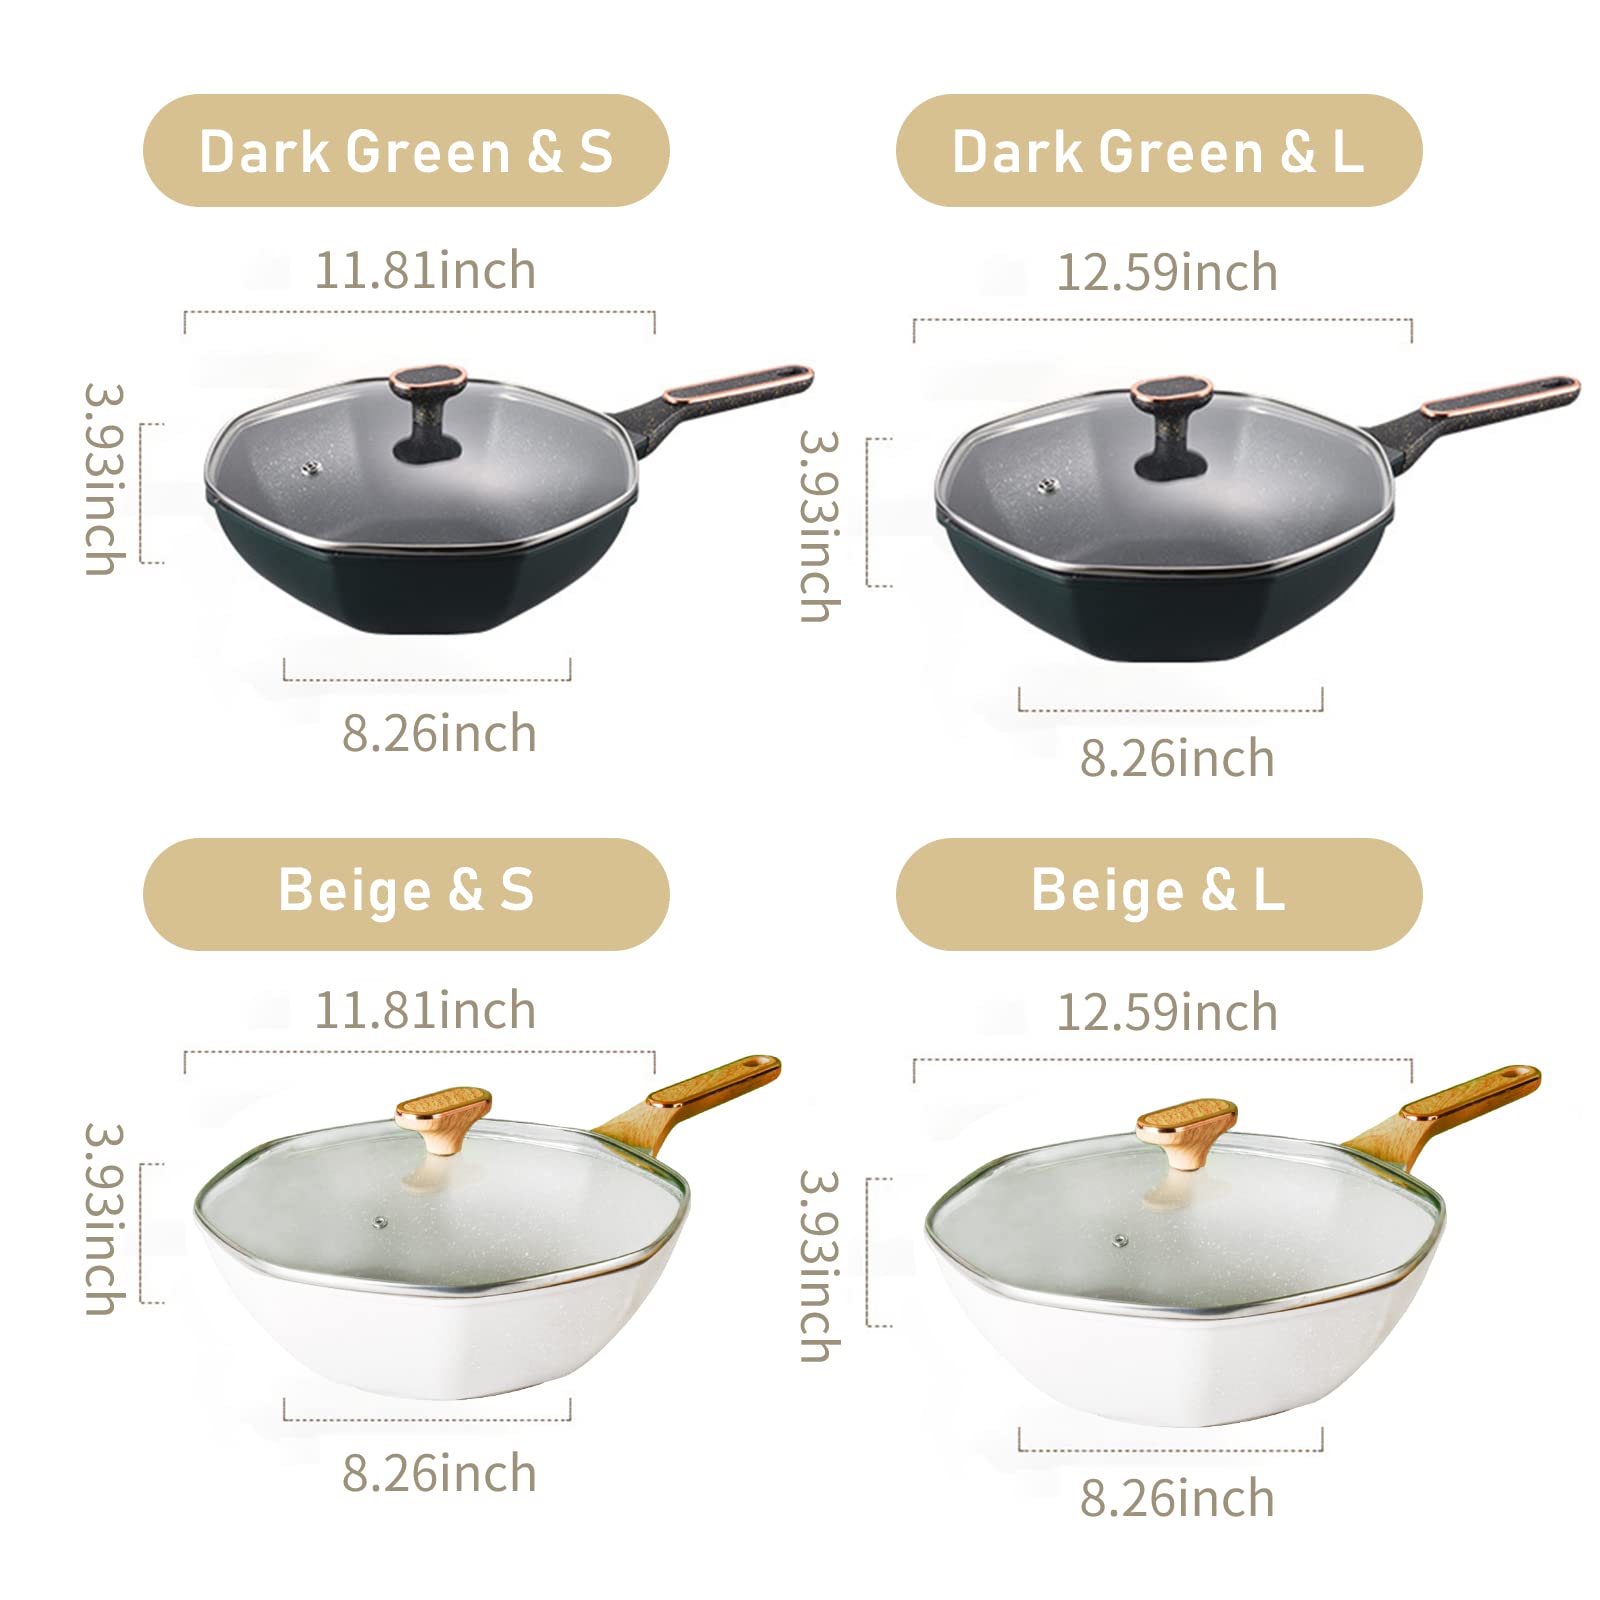 Dark Green & S
Dark Green & L
11.81inch
12.59inch
3.93inch
3.93inch
8.26inch
8.26inch
Beige & S
Beige & L
11.81inch
12.59inch
3.93inch
3.93inch
8.26inch
8.26inch